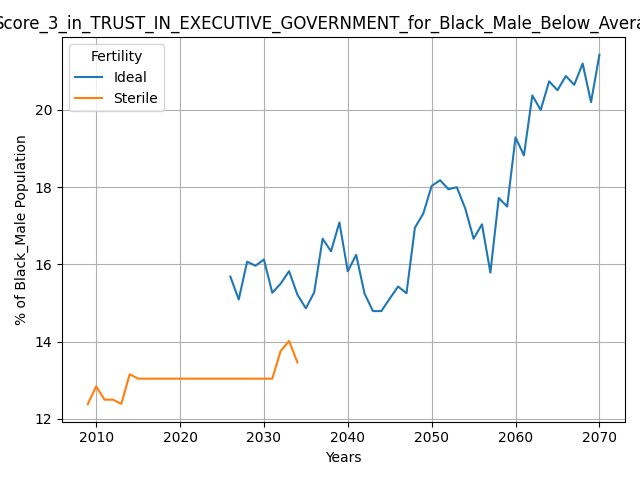 Score_3_in_TRUST_IN_EXECUTIVE_GOVERNMENT_for_Black_Male_Below_Avera
Fertility
Ideal
Sterile
% of Black_Male Population
20
18
16
14
12
2010 2020 2030 2040 2050 2060 2070
Years